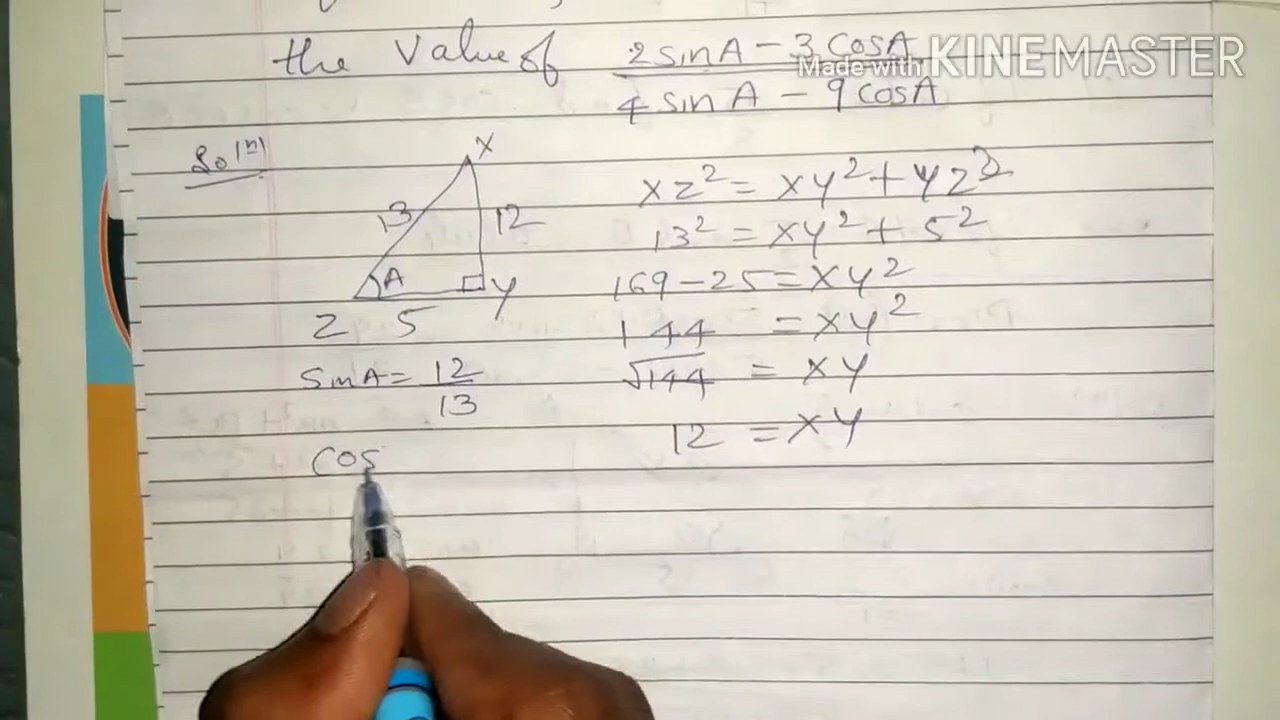 the Value of 2 sin A - 3 cos A
Made with KINEMASTER
4 sin A - 9 cos A
Sol^n)
X
13
12
A
Y
Z 5
sin A = 12
13
cos
XZ² = XY² + YZ²
13² = XY² + 5²
169 - 25 = XY²
144 = XY²
√144 = XY
12 = XY